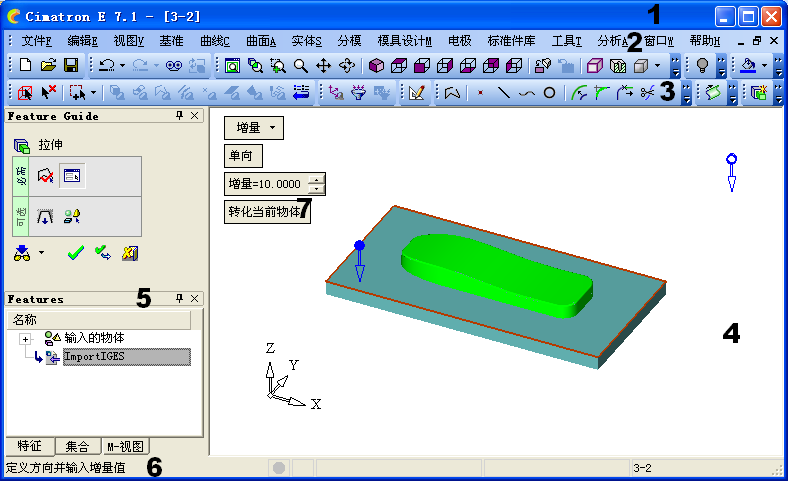 Cimatron E 7.1 - [3-2] 1
文件F 编辑E 视图V 基准 曲线C 曲面A 实体S 分模 模具设计M 电极 标准件库 工具T 分析A 2 窗口W 帮助H
3
Feature Guide
拉伸
必需
可选
增量
单向
增量=10.0000
转化当前物体
7
Features
5
名称
输入的物体
ImportIGES
4
Z
Y
X
特征 集合 M-视图
定义方向并输入增量值 6 3-2